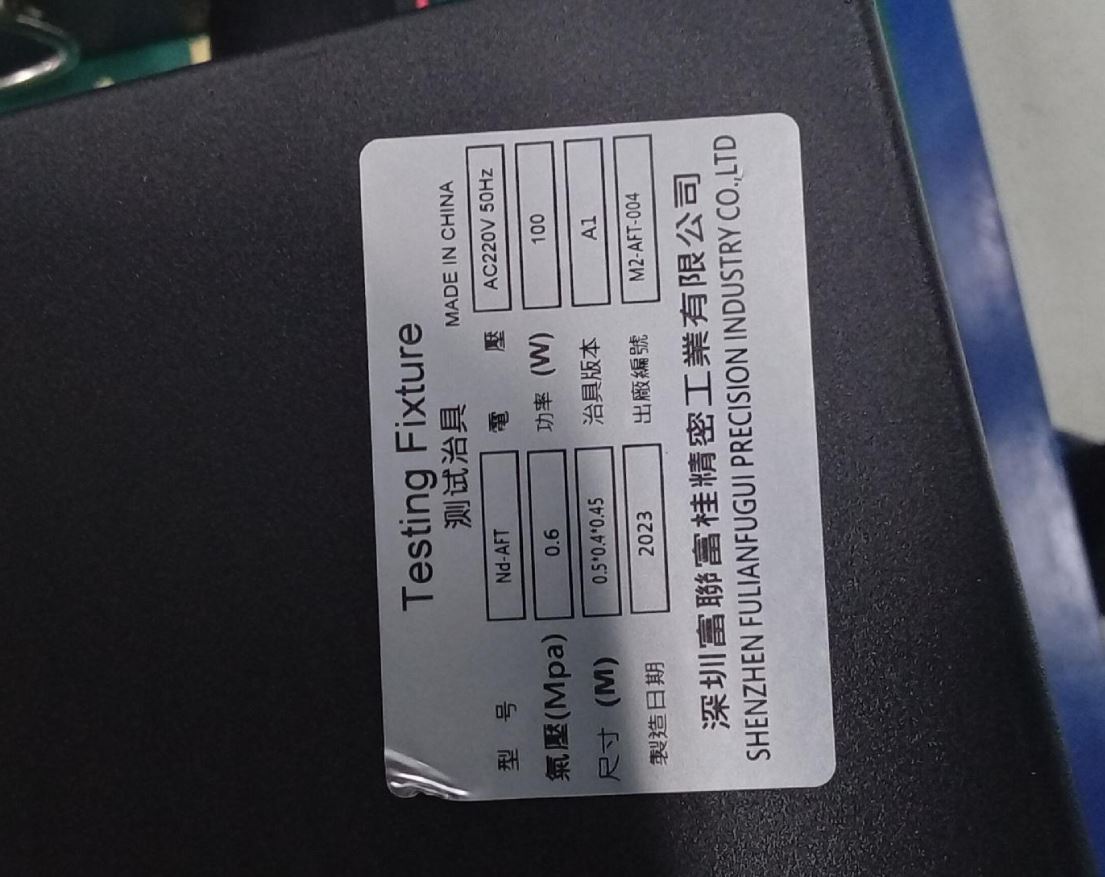 Testing Fixture
测试治具 MADE IN CHINA
型 号 Nd-AFT 電 壓 AC220V 50Hz
氣壓(Mpa) 0.6 功率 (W) 100
尺寸 (M) 0.5*0.4*0.45 治具版本 A1
製造日期 2023 出廠編號 M2-AFT-004
深圳富聯富桂精密工業有限公司
SHENZHEN FULIANFUGUI PRECISION INDUSTRY CO.,LTD